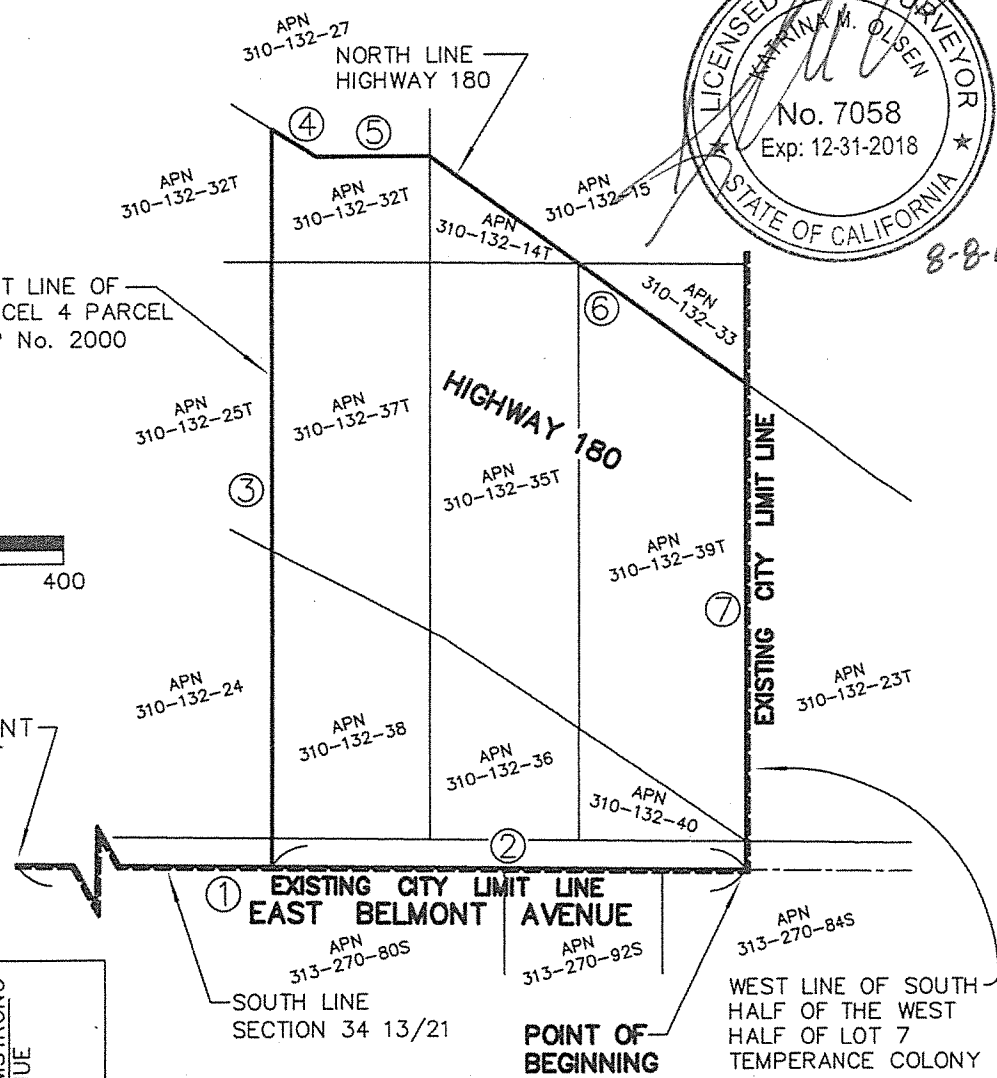 APN
310-132-27
NORTH LINE
HIGHWAY 180
LICENSED
KATRINA M. OLSEN
No. 7058
Exp: 12-31-2018
STATE OF CALIFORNIA
④
⑤
APN
310-132-32T
APN
310-132-32T
APN
310-132-14T
APN
310-132-15
T LINE OF
CEL 4 PARCEL
No. 2000
⑥
APN
310-132-33
HIGHWAY 180
APN
310-132-25T
APN
310-132-37T
③
APN
310-132-35T
APN
310-132-39T
EXISTING CITY LIMIT LINE
⑦
400
APN
310-132-24
APN
310-132-23T
NT
APN
310-132-38
APN
310-132-36
APN
310-132-40
②
①
EXISTING CITY LIMIT LINE
EAST BELMONT AVENUE
APN
313-270-80S
APN
313-270-92S
APN
313-270-84S
SOUTH LINE
SECTION 34 13/21
POINT OF
BEGINNING
WEST LINE OF SOUTH
HALF OF THE WEST
HALF OF LOT 7
TEMPERANCE COLONY